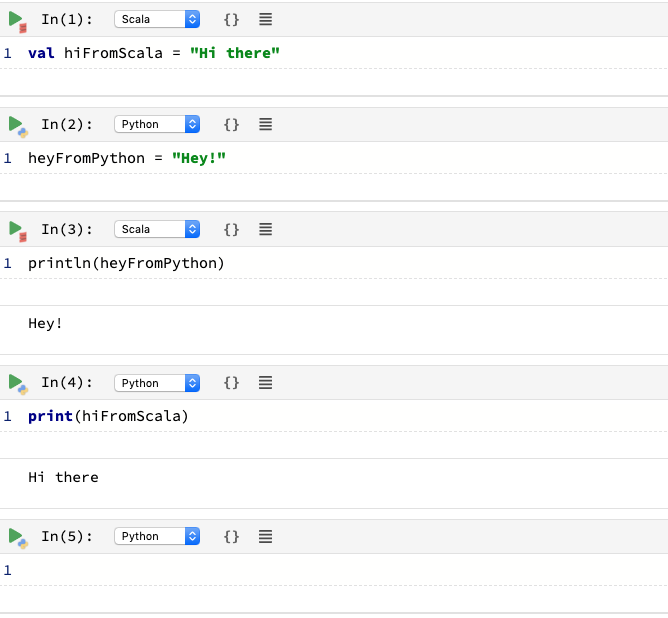 In(1): Scala {}
1 val hiFromScala = "Hi there"
In(2): Python {}
1 heyFromPython = "Hey!"
In(3): Scala {}
1 println(heyFromPython)
Hey!
In(4): Python {}
1 print(hiFromScala)
Hi there
In(5): Python {}
1